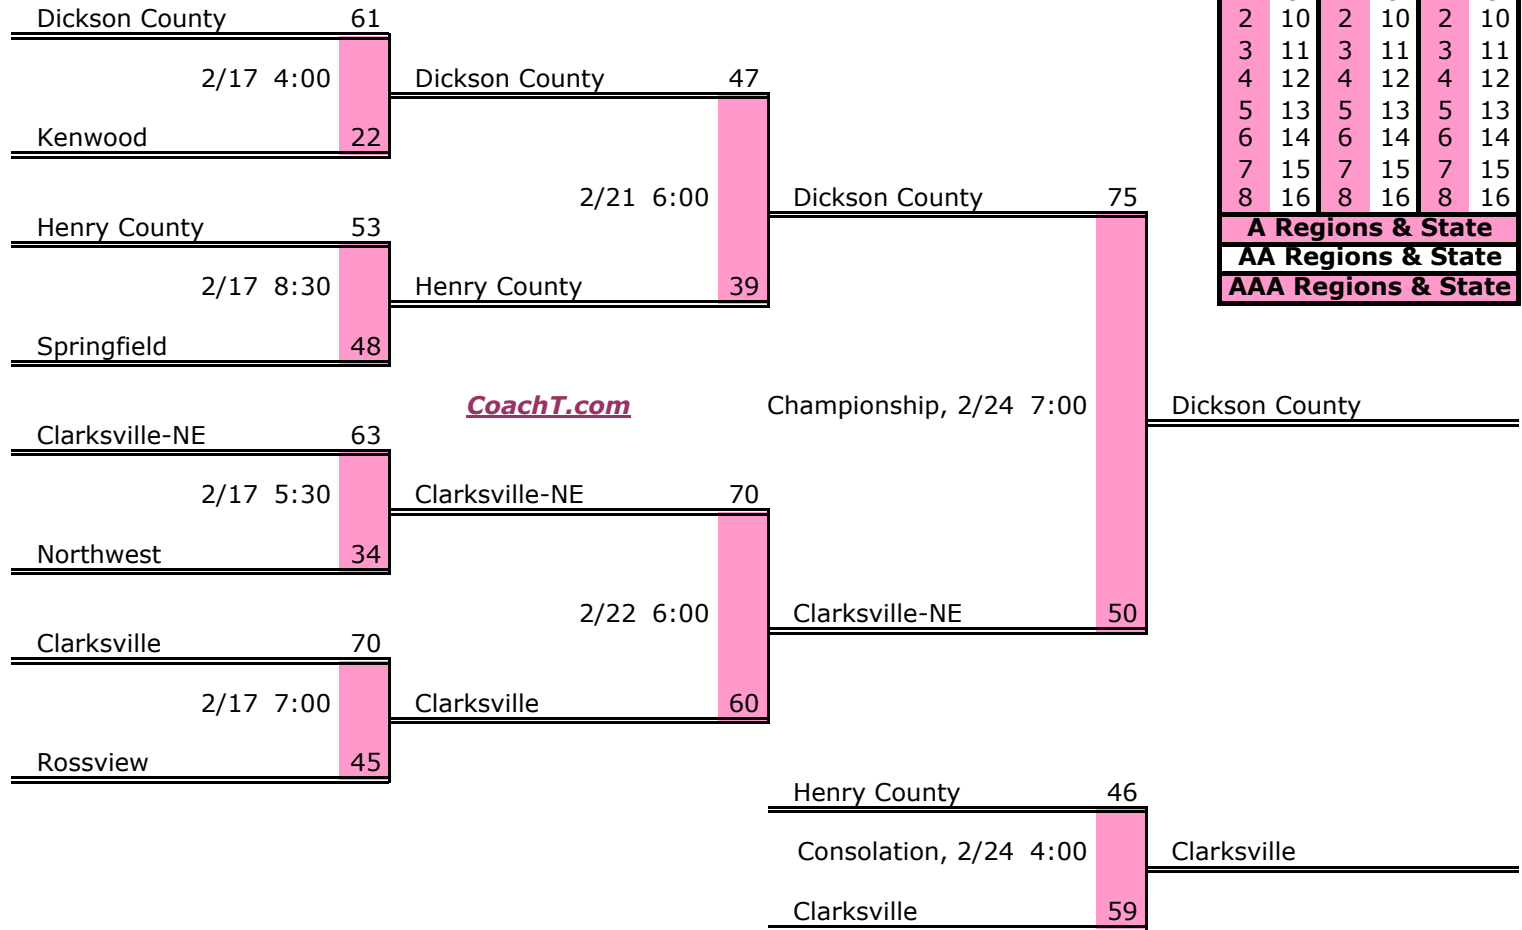 Dickson County 61
2 10 2 10 2 10
3 11 3 11 3 11
2/17 4:00 Dickson County 47
4 12 4 12 4 12
5 13 5 13 5 13
Kenwood 22
6 14 6 14 6 14
7 15 7 15 7 15
2/21 6:00 Dickson County 75
8 16 8 16 8 16
Henry County 53
A Regions & State
AA Regions & State
2/17 8:30 Henry County 39
AAA Regions & State
Springfield 48
CoachT.com Championship, 2/24 7:00 Dickson County
Clarksville-NE 63
2/17 5:30 Clarksville-NE 70
Northwest 34
2/22 6:00 Clarksville-NE 50
Clarksville 70
2/17 7:00 Clarksville 60
Rossview 45
Henry County 46
Consolation, 2/24 4:00 Clarksville
Clarksville 59